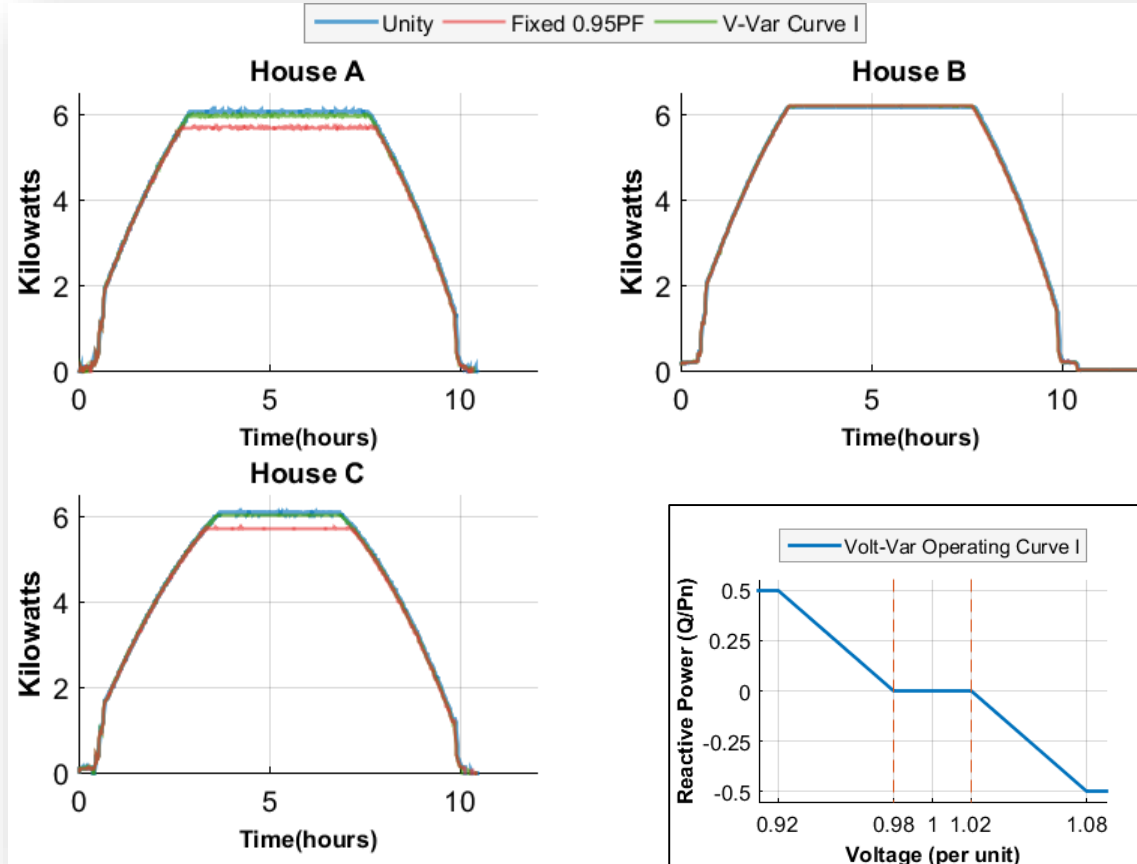 Unity Fixed 0.95PF V-Var Curve I
House A
6
4
2
0
0 5 10
Kilowatts
Time(hours)
House B
6
4
2
0
0 5 10
Kilowatts
Time(hours)
House C
6
4
2
0
0 5 10
Kilowatts
Time(hours)
Volt-Var Operating Curve I
0.5
0.25
0
-0.25
-0.5
0.92 0.98 1 1.02 1.08
Reactive Power (Q/Pn)
Voltage (per unit)